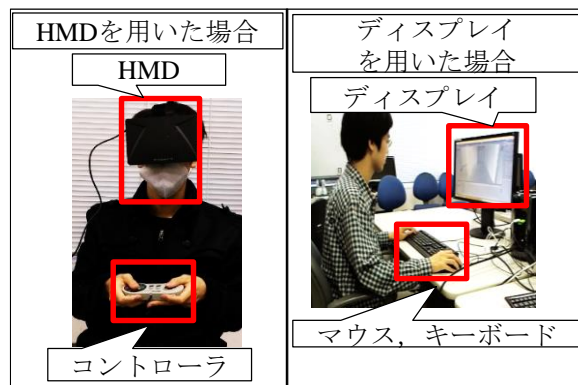 HMDを用いた場合
HMD
コントローラ
ディスプレイ
を用いた場合
ディスプレイ
マウス，キーボード